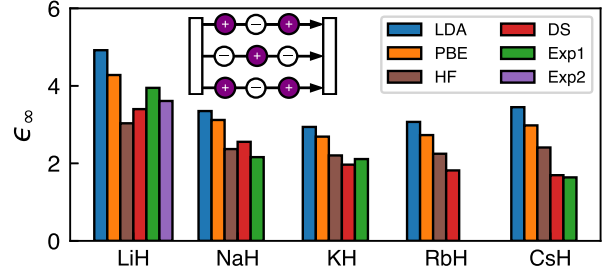 6
4
2
0
ϵ∞
+ − +
− + −
+ − +
LDA
PBE
HF
DS
Exp1
Exp2
LiH NaH KH RbH CsH